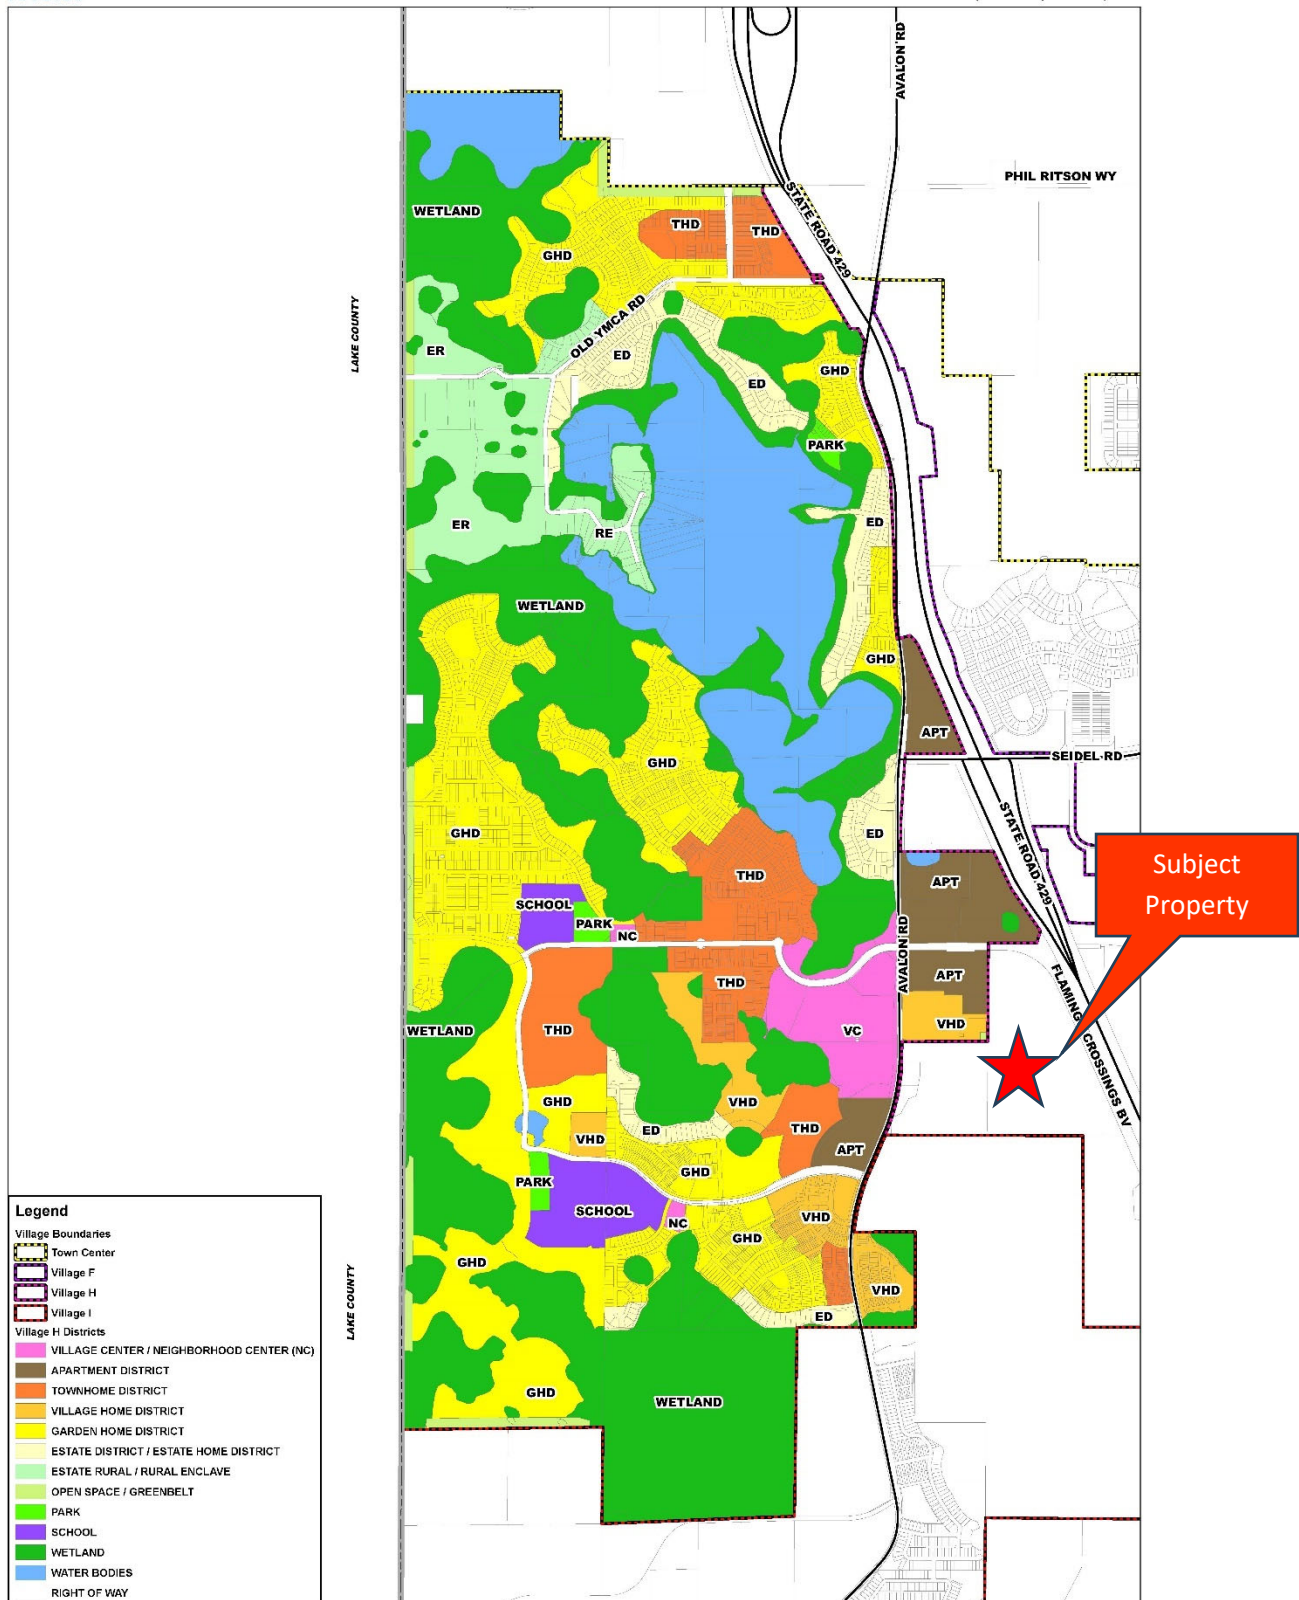 AVALON RD
PHIL RITSON WY
STATE ROAD 429
WETLAND
THD
THD
GHD
LAKE COUNTY
OLD YMCA RD
ER
ED
GHD
ED
PARK
ER
RE
ED
WETLAND
GHD
APT
SEIDEL RD
GHD
STATE ROAD 429
GHD
ED
Subject
Property
THD
APT
SCHOOL
PARK
NC
AVALON RD
THD
APT
FLAMING CROSSINGS BV
WETLAND
THD
VC
VHD
GHD
VHD
THD
VHD
ED
APT
GHD
PARK
SCHOOL
NC
VHD
GHD
GHD
LAKE COUNTY
VHD
ED
GHD
WETLAND
Legend
Village Boundaries
Town Center
Village F
Village H
Village I
Village H Districts
VILLAGE CENTER / NEIGHBORHOOD CENTER (NC)
APARTMENT DISTRICT
TOWNHOME DISTRICT
VILLAGE HOME DISTRICT
GARDEN HOME DISTRICT
ESTATE DISTRICT / ESTATE HOME DISTRICT
ESTATE RURAL / RURAL ENCLAVE
OPEN SPACE / GREENBELT
PARK
SCHOOL
WETLAND
WATER BODIES
RIGHT OF WAY